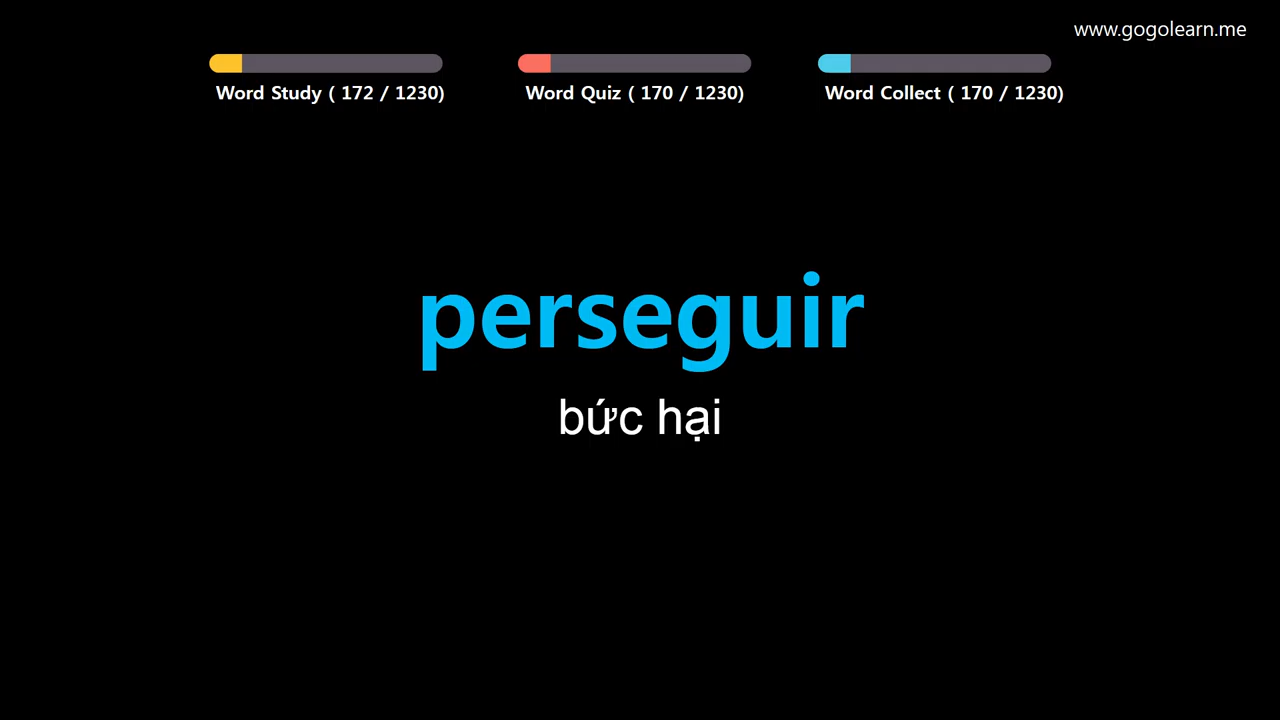 www.gogolearn.me
Word Study ( 172 / 1230)
Word Quiz ( 170 / 1230)
Word Collect ( 170 / 1230)
perseguir
bức hại